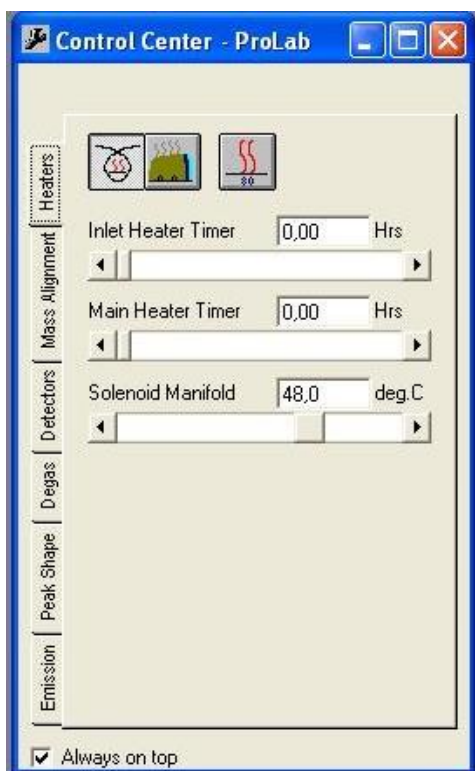 Control Center - ProLab
Heaters
Mass Alignment
Detectors
Degas
Peak Shape
Emission
80
Inlet Heater Timer 0,00 Hrs
Main Heater Timer 0,00 Hrs
Solenoid Manifold 48,0 deg.C
Always on top